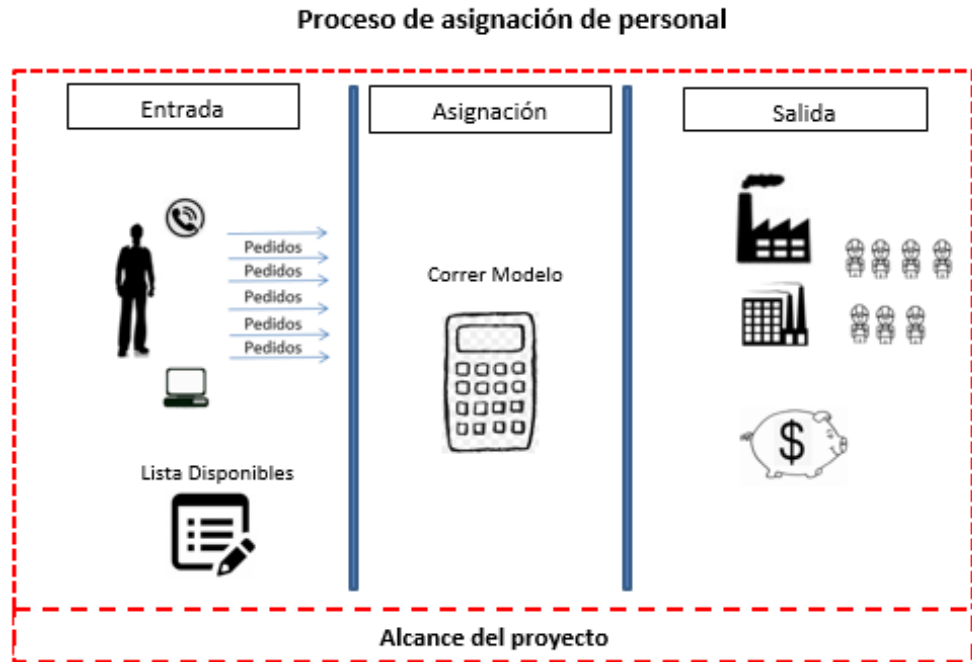 Proceso de asignación de personal
Entrada
Asignación
Salida
Pedidos
Pedidos
Pedidos
Pedidos
Pedidos
Correr Modelo
Lista Disponibles
$
Alcance del proyecto